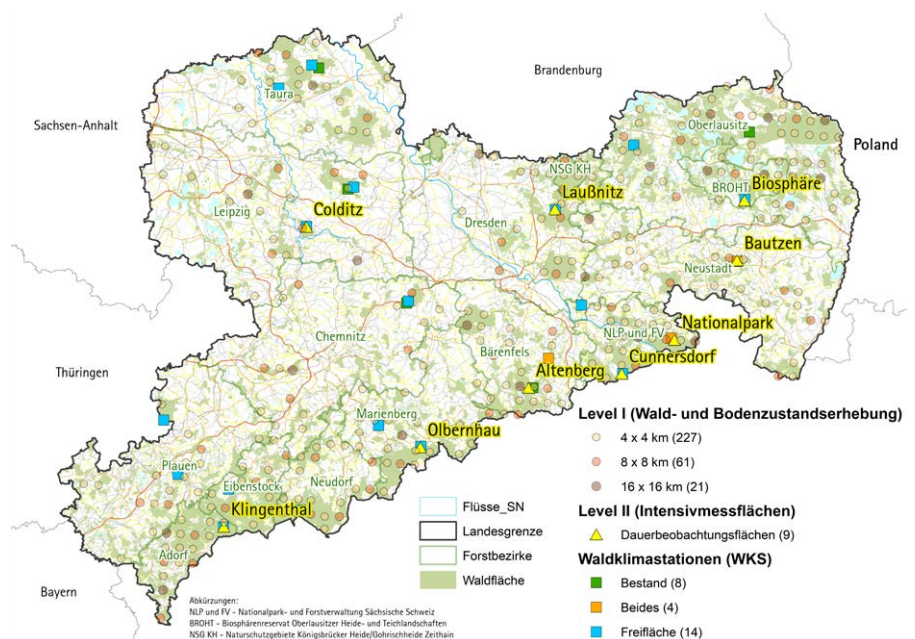 Brandenburg
Sachsen-Anhalt
Taura
Oberlausitz
Poland
NSG KH
BROHT
Biosphäre
Laußnitz
Leipzig
Colditz
Dresden
Bautzen
Neustadt
Nationalpark
NLP und FV
Chemnitz
Cunnersdorf
Bärenfels
Altenberg
Thüringen
Marienberg
Olbernhau
Plauen
Eibenstock
Neudorf
Klingenthal
Adorf
Bayern
Flüsse_SN
Landesgrenze
Forstbezirke
Waldfläche
Abkürzungen:
NLP und FV - Nationalpark- und Forstverwaltung Sächsische Schweiz
BROHT - Biosphärenreservat Oberlausitzer Heide- und Teichlandschaften
NSG KH - Naturschutzgebiete Königsbrücker Heide/Gohrischheide Zeithain
Level I (Wald- und Bodenzustandserhebung)
4 x 4 km (227)
8 x 8 km (61)
16 x 16 km (21)
Level II (Intensivmessflächen)
Dauerbeobachtungsflächen (9)
Waldklimastationen (WKS)
Bestand (8)
Beides (4)
Freifläche (14)